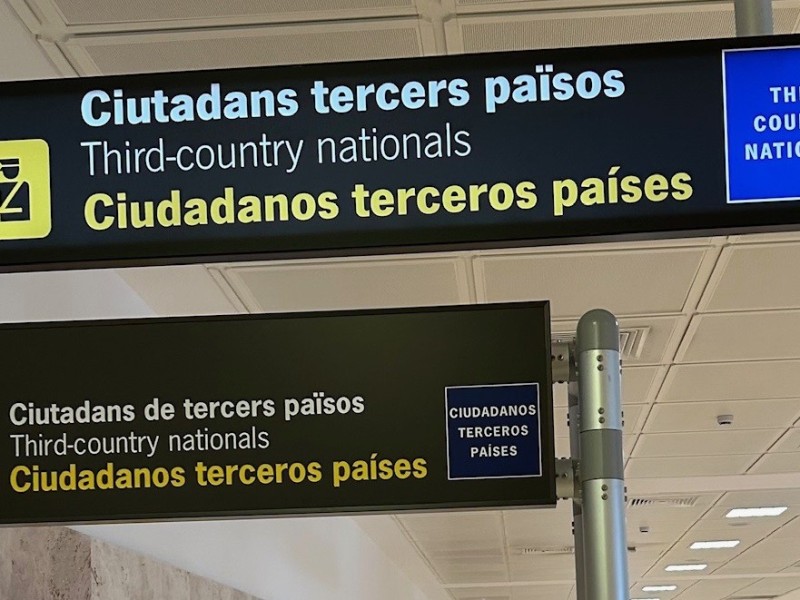 Ciutadans tercers països
Third-country nationals
Ciudadanos terceros países
Ciutadans de tercers països
Third-country nationals
Ciudadanos terceros países
CIUDADANOS
TERCEROS
PAÍSES